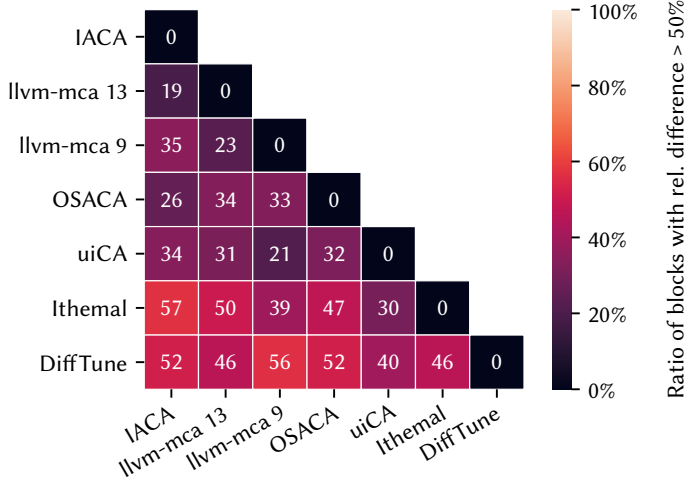 IACA 0
llvm-mca 13 19 0
llvm-mca 9 35 23 0
OSACA 26 34 33 0
uiCA 34 31 21 32 0
Ithemal 57 50 39 47 30 0
DiffTune 52 46 56 52 40 46 0
IACA
llvm-mca 13
llvm-mca 9
OSACA
uiCA
Ithemal
DiffTune
100%
80%
60%
40%
20%
0%
Ratio of blocks with rel. difference > 50%